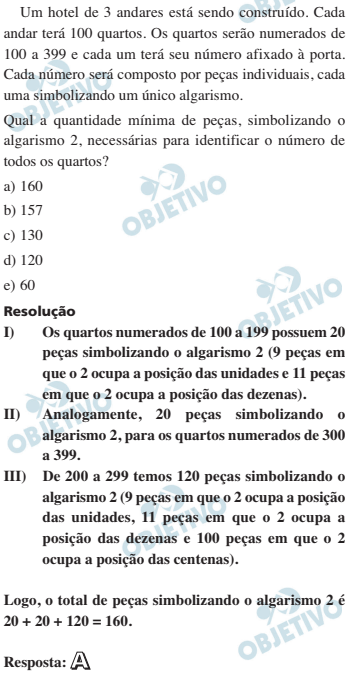 Um hotel de 3 andares está sendo construído. Cada
andar terá 100 quartos. Os quartos serão numerados de
100 a 399 e cada um terá seu número afixado à porta.
Cada número será composto por peças individuais, cada
uma simbolizando um único algarismo.
Qual a quantidade mínima de peças, simbolizando o
algarismo 2, necessárias para identificar o número de
todos os quartos?
a) 160
b) 157
c) 130
d) 120
e) 60
Resolução
I) Os quartos numerados de 100 a 199 possuem 20
peças simbolizando o algarismo 2 (9 peças em
que o 2 ocupa a posição das unidades e 11 peças
em que o 2 ocupa a posição das dezenas).
II) Analogamente, 20 peças simbolizando o
algarismo 2, para os quartos numerados de 300
a 399.
III) De 200 a 299 temos 120 peças simbolizando o
algarismo 2 (9 peças em que o 2 ocupa a posição
das unidades, 11 peças em que o 2 ocupa a
posição das dezenas e 100 peças em que o 2
ocupa a posição das centenas).
Logo, o total de peças simbolizando o algarismo 2 é
20 + 20 + 120 = 160.
Resposta: A
OBJETIVO
OBJETIVO
OBJETIVO
OBJETIVO
OBJETIVO
OBJETIVO
OBJETIVO